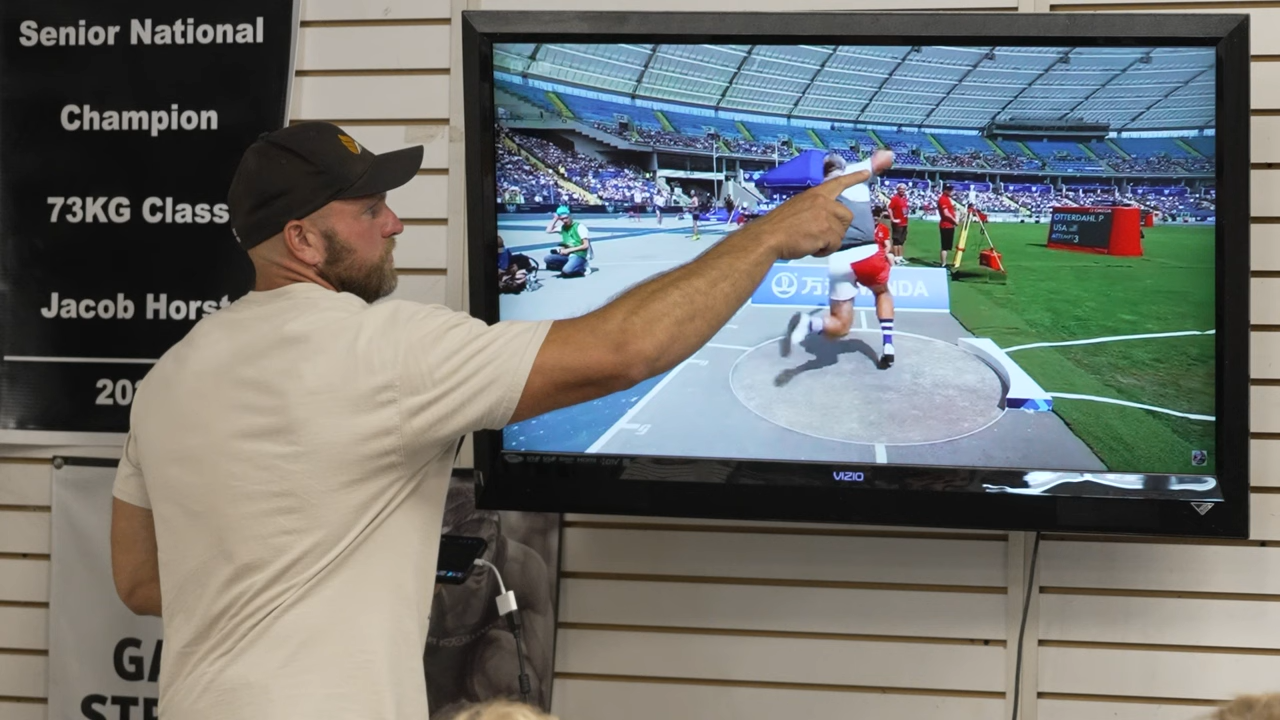 Senior National
Champion
73KG Class
Jacob Horst
20
GA
STE
OTTERDAHL P
USA
ATTEMPT 3
万
NDA
VIZIO